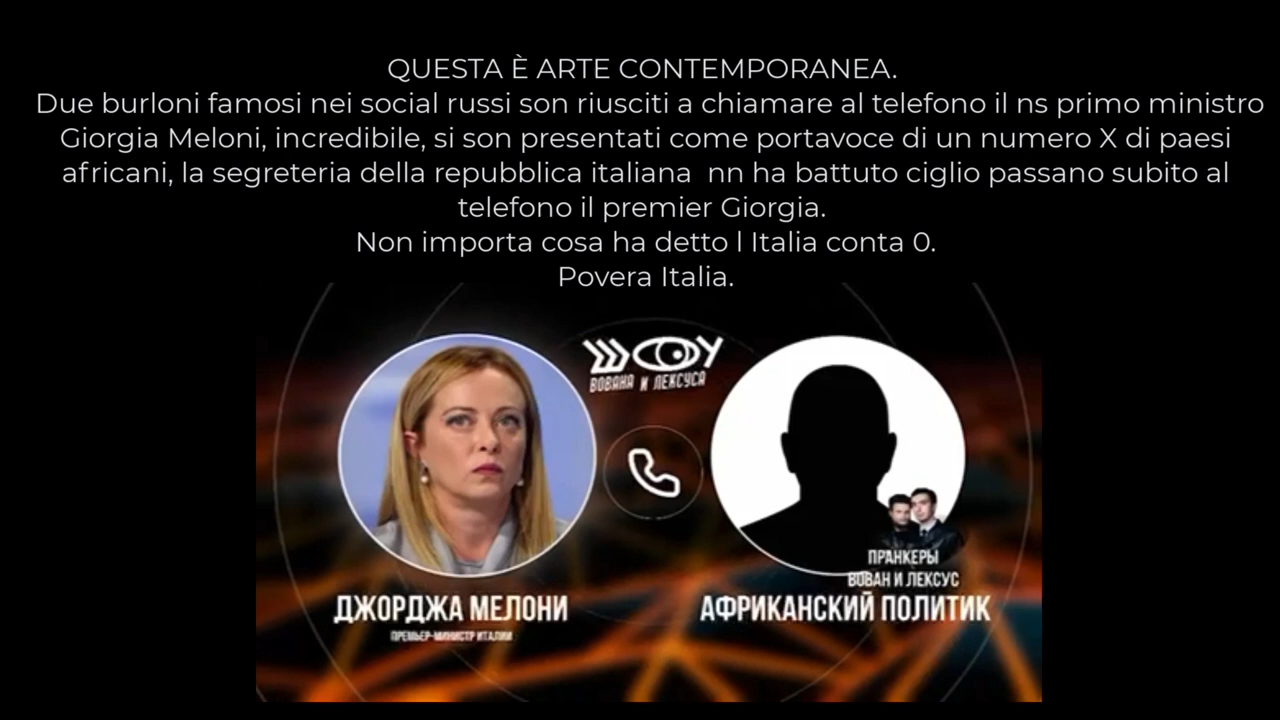 QUESTA È ARTE CONTEMPORANEA.
Due burloni famosi nei social russi son riusciti a chiamare al telefono il ns primo ministro
Giorgia Meloni, incredibile, si son presentati come portavoce di un numero X di paesi
africani, la segreteria della repubblica italiana nn ha battuto ciglio passano subito al
telefono il premier Giorgia.
Non importa cosa ha detto l Italia conta 0.
Povera Italia.
ШОУ
ВОВАНА И ЛЕКСУСА
ПРАНКЕРЫ
ВОВАН И ЛЕКСУС
ДЖОРДЖА МЕЛОНИ
АФРИКАНСКИЙ ПОЛИТИК
ПРЕМЬЕР-МИНИСТР ИТАЛИИ